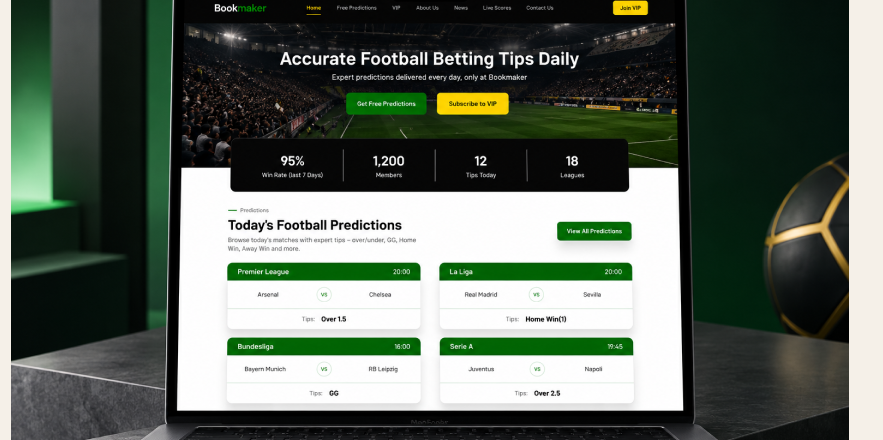 Bookmaker
Home Free Predictions VIP About Us News Live Scores Contact Us Join VIP
Accurate Football Betting Tips Daily
Expert predictions delivered every day, only at Bookmaker
Get Free Predictions Subscribe to VIP
95% 1,200 12 18
Win Rate (last 7 Days) Members Tips Today Leagues
Predictions
Today's Football Predictions
View All Predictions
Browse today's matches with expert tips – over/under, GG, Home
Win, Away Win and more.
Premier League 20:00 La Liga 20:00
Arsenal VS Chelsea Real Madrid VS Sevilla
Tips: Over 1.5 Tips: Home Win(1)
Bundesliga 16:00 Serie A 19:45
Bayern Munich VS RB Leipzig Juventus VS Napoli
Tips: GG Tips: Over 2.5